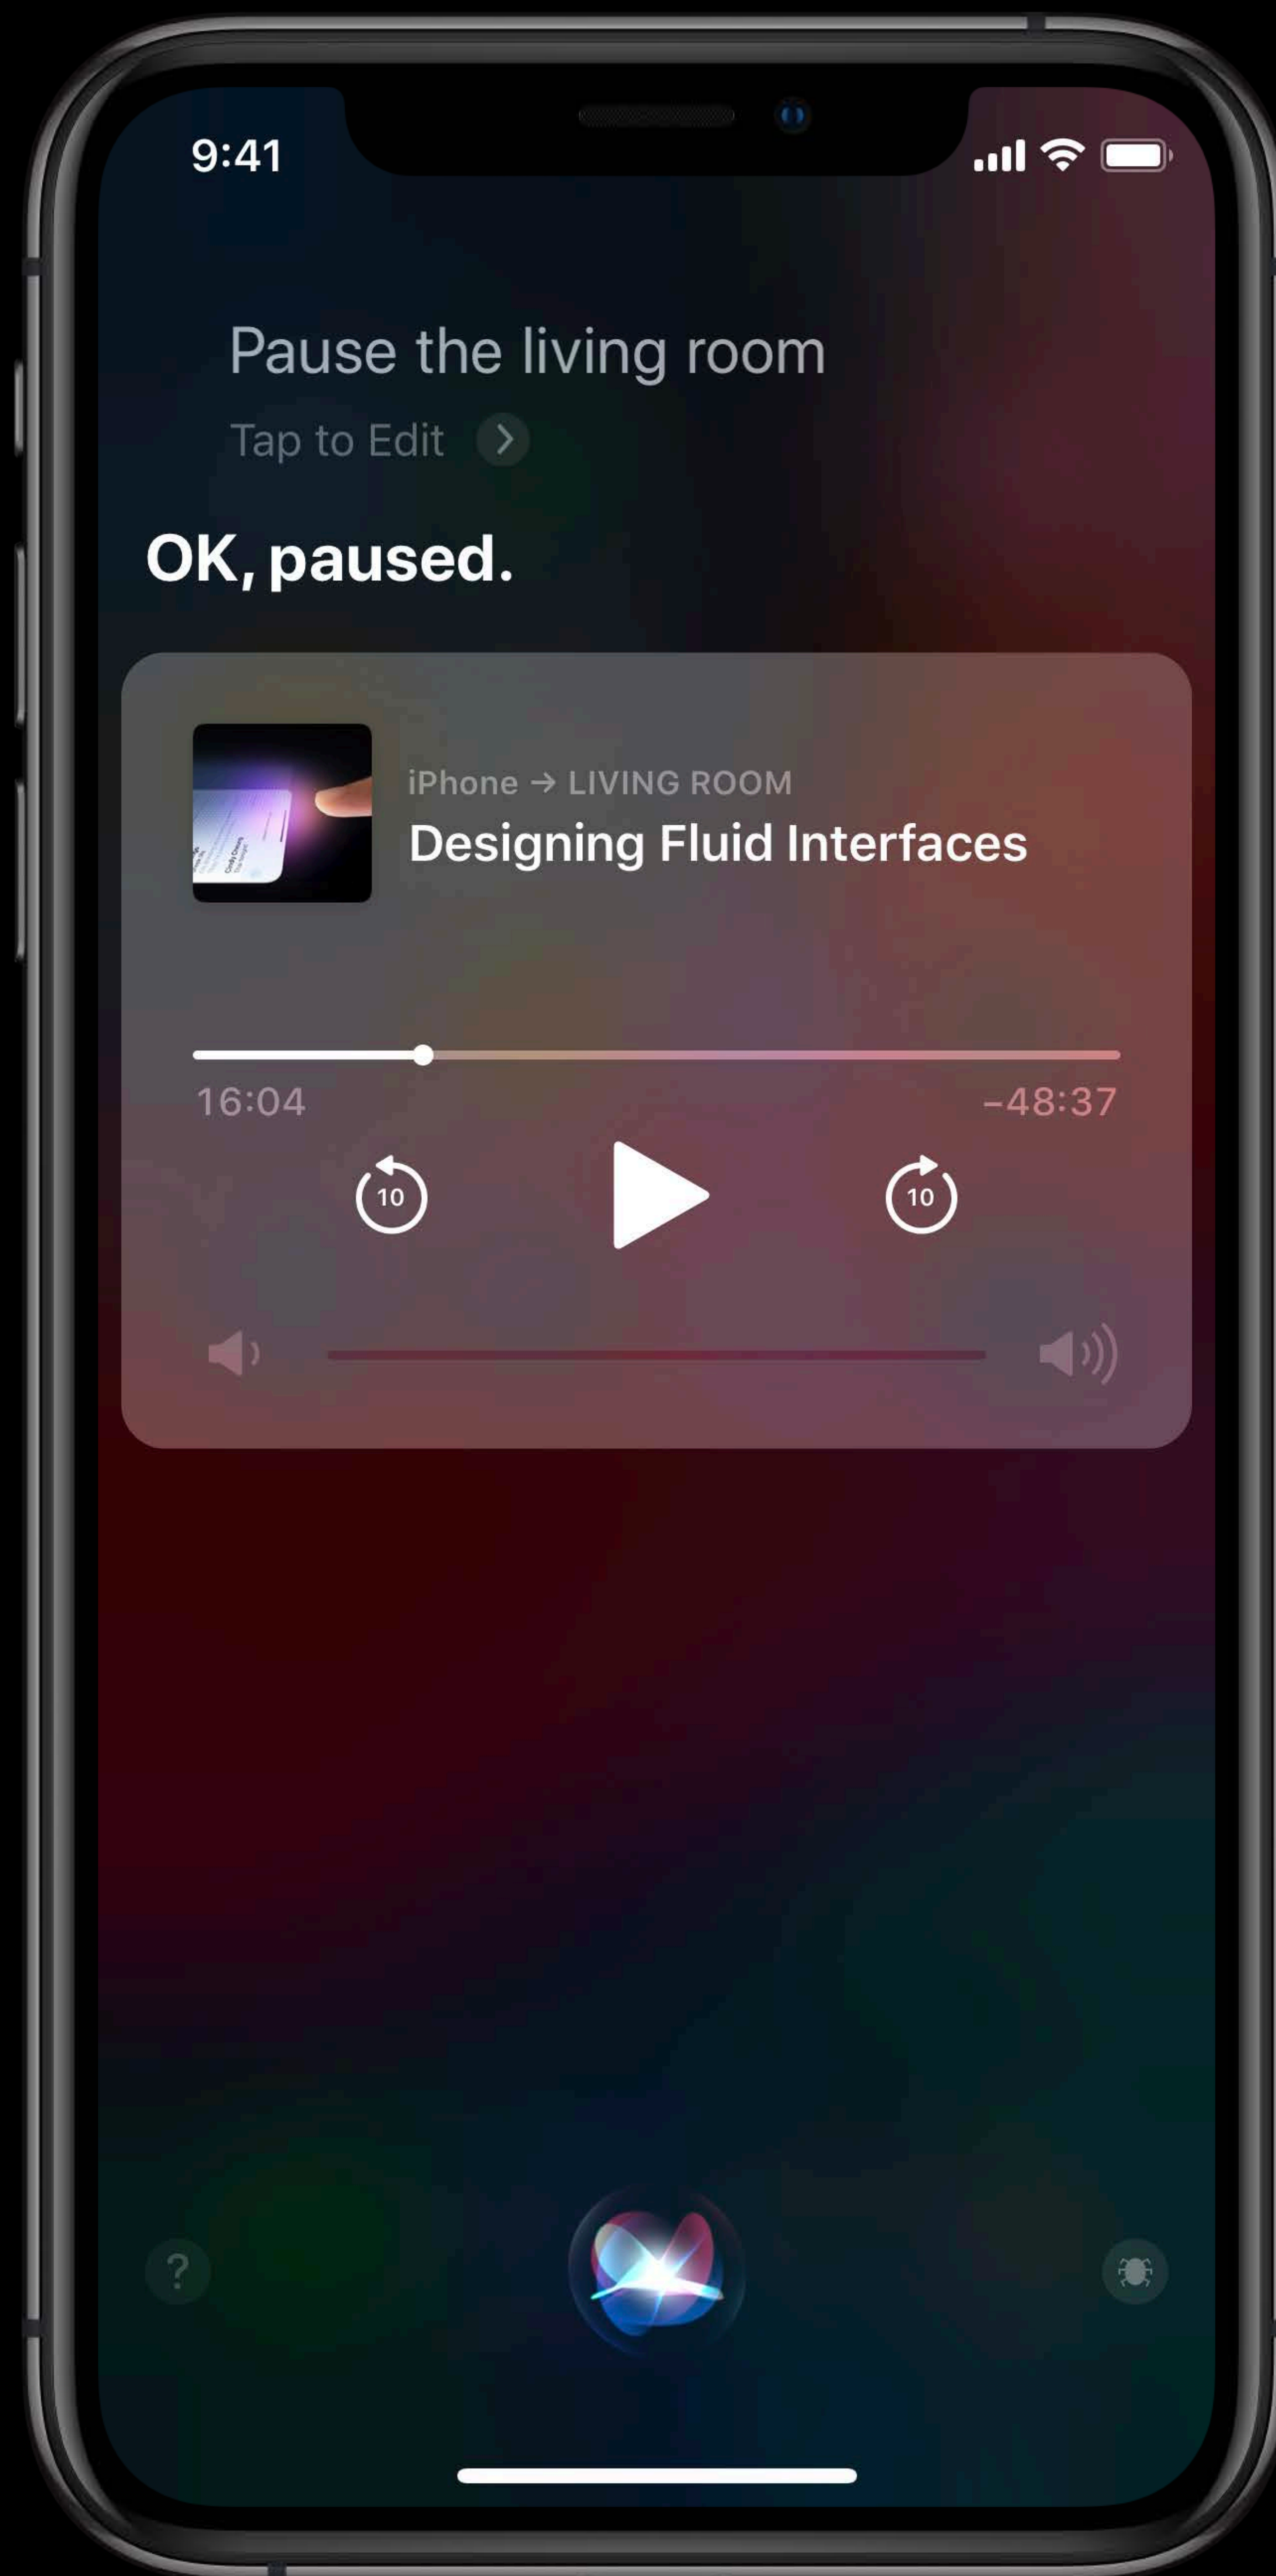 9:41
Pause the living room
Tap to Edit
OK, paused.
iPhone → LIVING ROOM
Designing Fluid Interfaces
16:04
−48:37
10
10
?